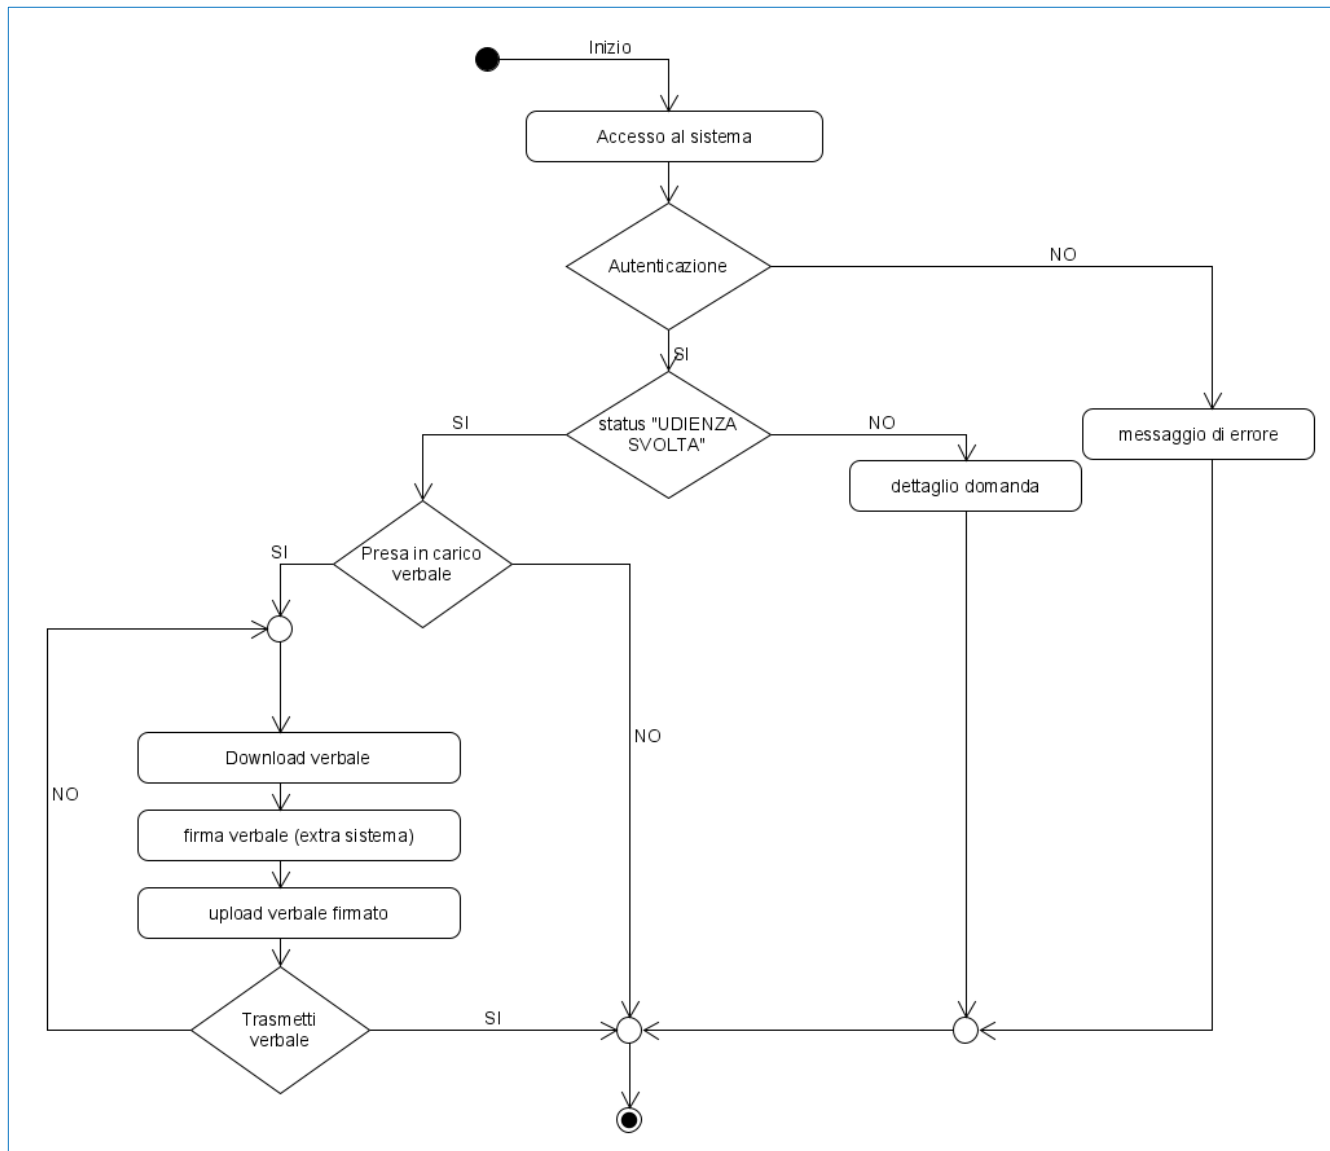 Inizio
Accesso al sistema
Autenticazione
NO
SI
status "UDIENZA
SVOLTA"
SI
NO
messaggio di errore
dettaglio domanda
Presa in carico
verbale
SI
NO
Download verbale
NO
firma verbale (extra sistema)
upload verbale firmato
Trasmetti
verbale
SI